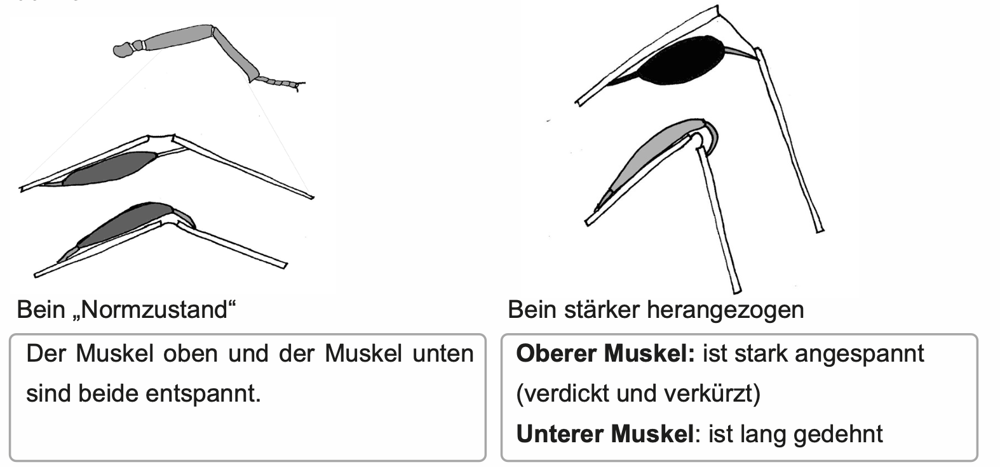 Bein „Normzustand“
Bein stärker herangezogen
Der Muskel oben und der Muskel unten
sind beide entspannt.
Oberer Muskel: ist stark angespannt
(verdickt und verkürzt)
Unterer Muskel: ist lang gedehnt